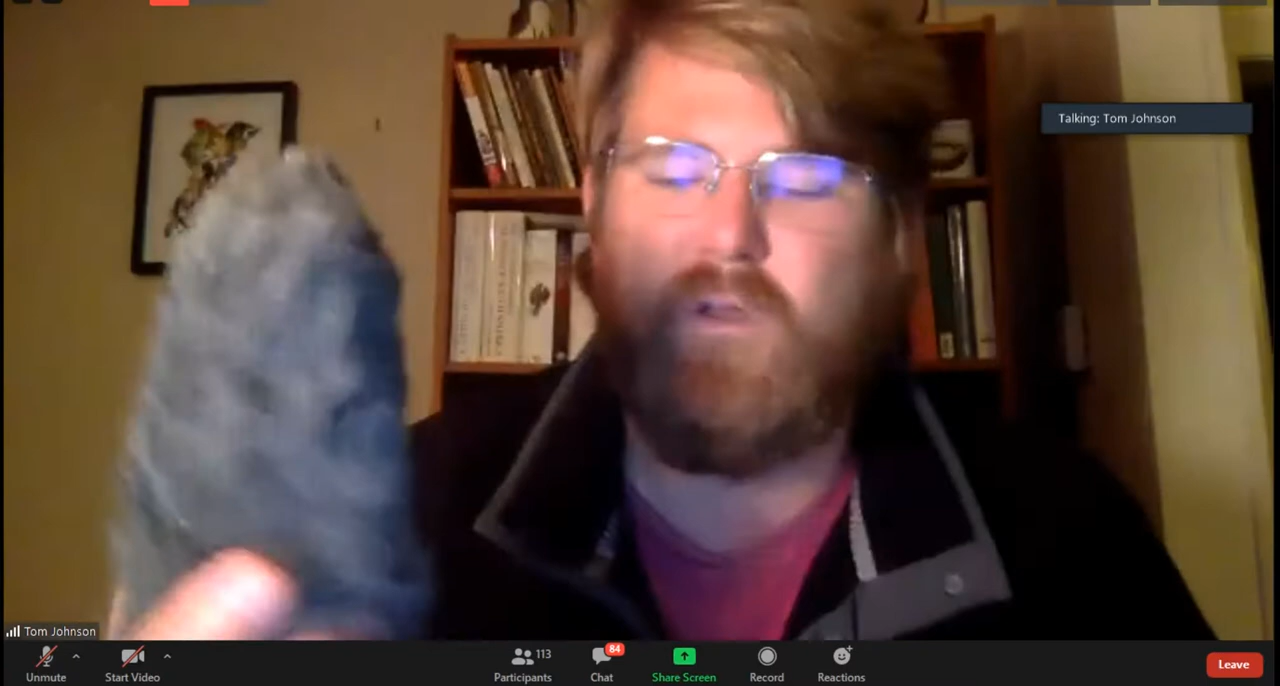 Talking: Tom Johnson
Tom Johnson
Unmute
Start Video
Participants
113
Chat
84
Share Screen
Record
Reactions
Leave